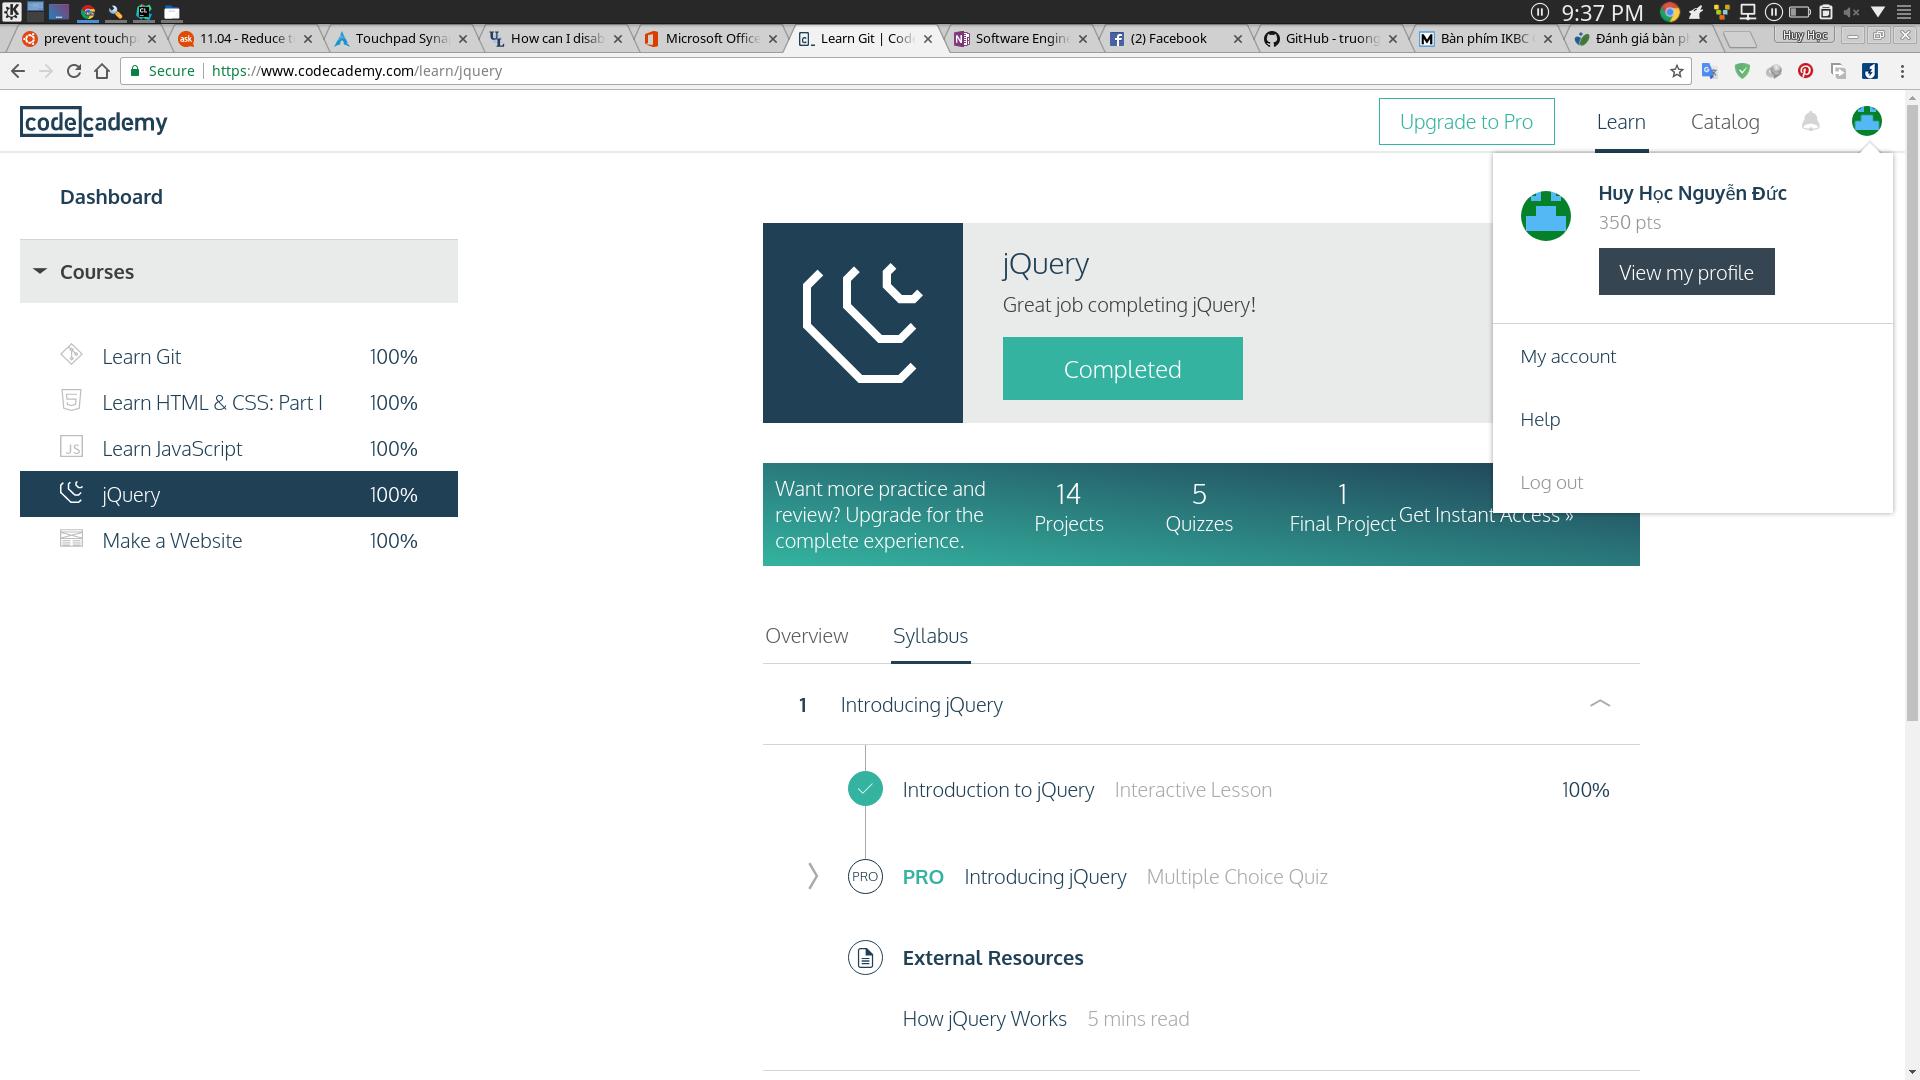 9:37 PM
prevent touchp
11.04 - Reduce t
Touchpad Syna
How can I disab
Microsoft Office
Learn Git | Code
Software Engine
(2) Facebook
GitHub - truong
Bàn phím IKBC
Đánh giá bàn ph
Huy Học
Secure
https://www.codecademy.com/learn/jquery
codecademy
Upgrade to Pro
Learn
Catalog
Dashboard
Courses
Learn Git 100%
Learn HTML & CSS: Part I 100%
Learn JavaScript 100%
jQuery 100%
Make a Website 100%
jQuery
Great job completing jQuery!
Completed
Huy Học Nguyễn Đức
350 pts
View my profile
My account
Help
Log out
Want more practice and
review? Upgrade for the
complete experience.
14
Projects
5
Quizzes
1
Final Project
Get Instant Access »
Overview
Syllabus
1 Introducing jQuery
Introduction to jQuery Interactive Lesson 100%
PRO PRO Introducing jQuery Multiple Choice Quiz
External Resources
How jQuery Works 5 mins read